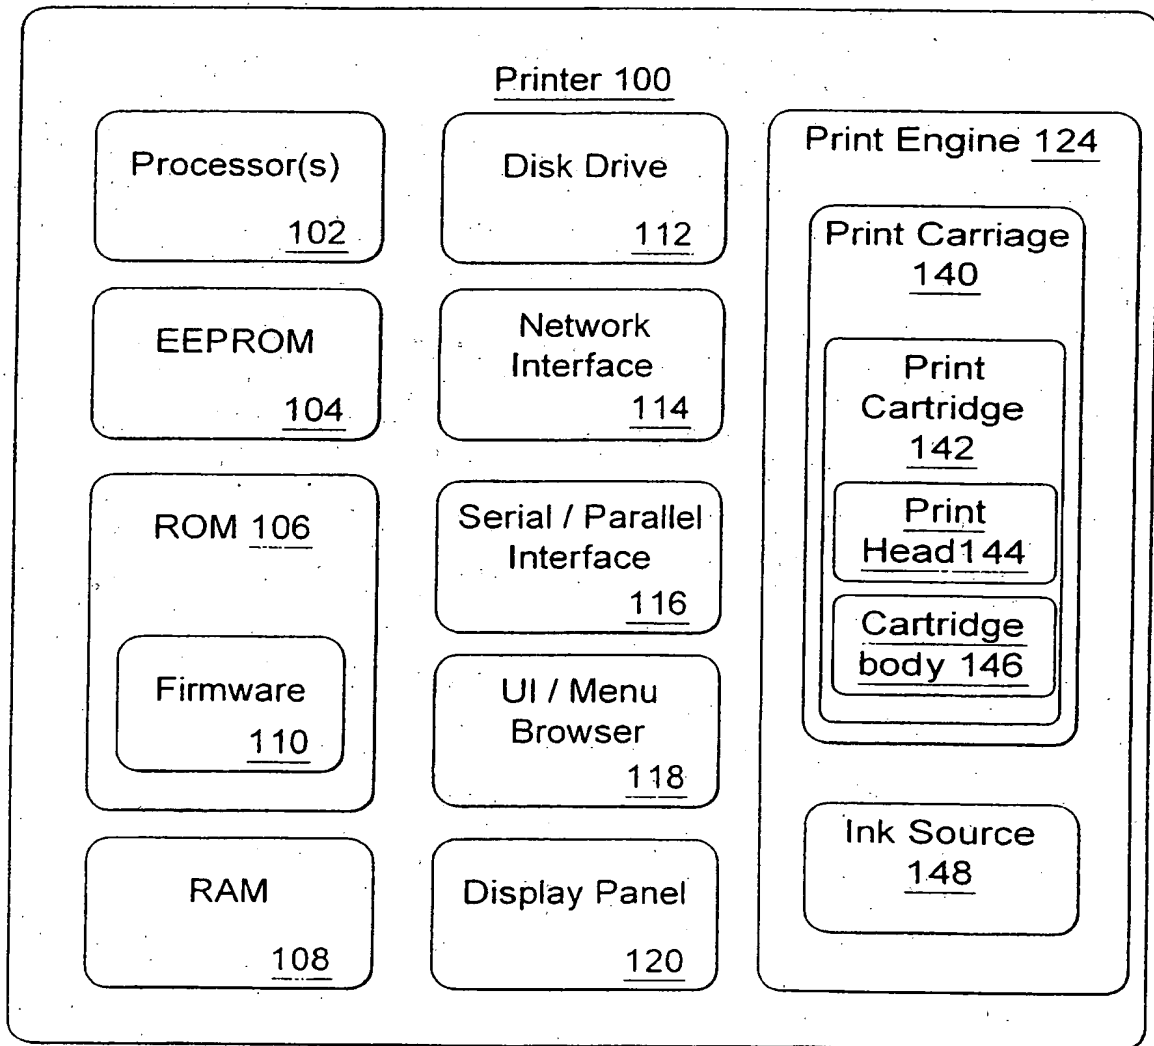 Printer 100
Processor(s)
102
EEPROM
104
ROM 106
Firmware
110
RAM
108
Disk Drive
112
Network
Interface
114
Serial / Parallel
Interface
116
UI / Menu
Browser
118
Display Panel
120
Print Engine 124
Print Carriage
140
Print
Cartridge
142
Print
Head144
Cartridge
body 146
Ink Source
148